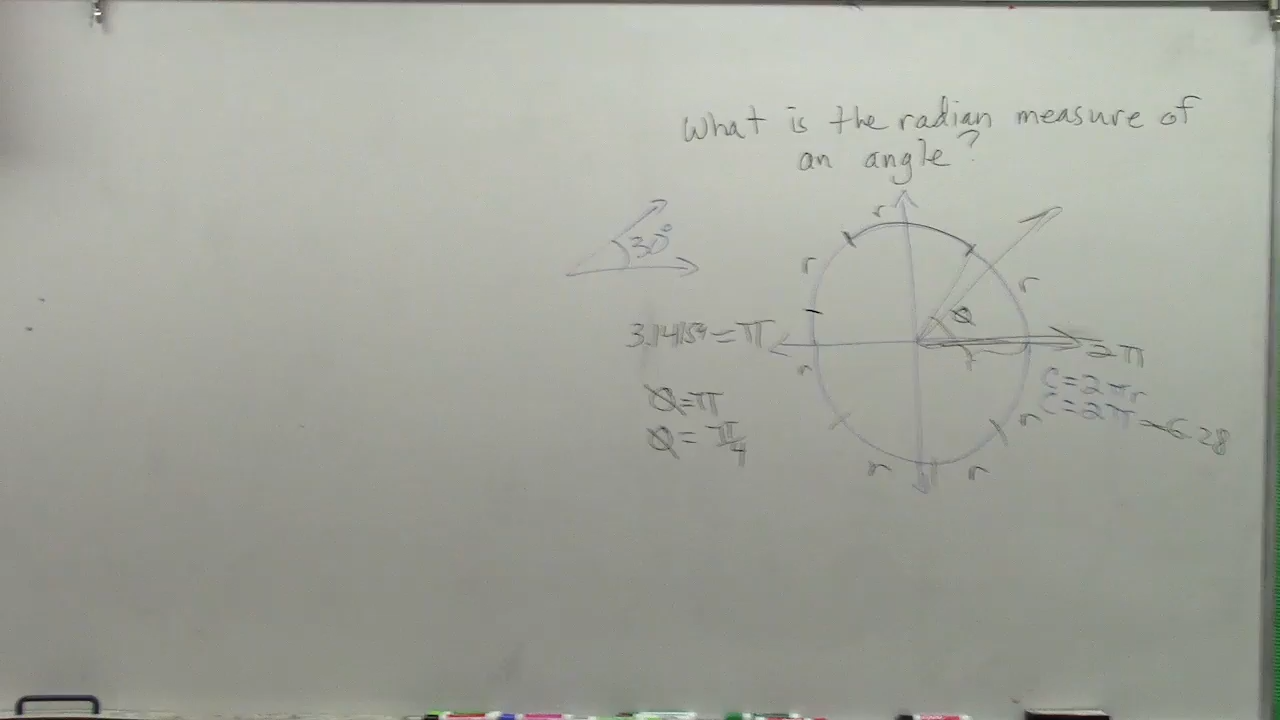 What is the radian measure of
an angle?
r
30°
r
r
θ
3.14159 = π
2π
r
r
C = 2πr
θ = π
C = 2π ~ 6.28
r
θ = π/4
r
r